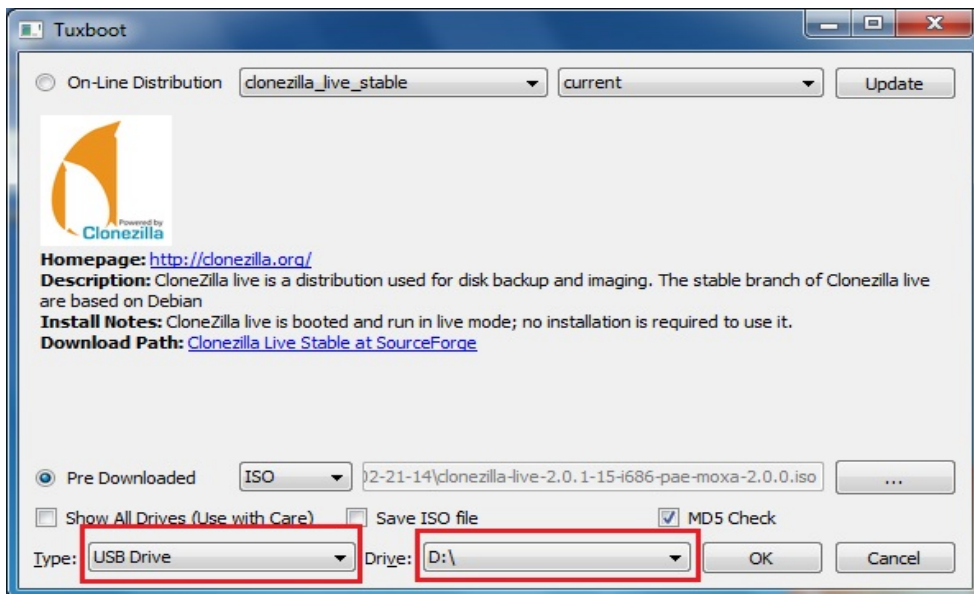 Tuxboot
On-Line Distribution clonezilla_live_stable current Update
Powered by
Clonezilla
Homepage: http://clonezilla.org/
Description: CloneZilla live is a distribution used for disk backup and imaging. The stable branch of Clonezilla live
are based on Debian
Install Notes: CloneZilla live is booted and run in live mode; no installation is required to use it.
Download Path: Clonezilla Live Stable at SourceForge
Pre Downloaded ISO 02-21-14\clonezilla-live-2.0.1-15-i686-pae-moxa-2.0.0.iso ...
Show All Drives (Use with Care) Save ISO file MD5 Check
Type: USB Drive Drive: D:\ OK Cancel